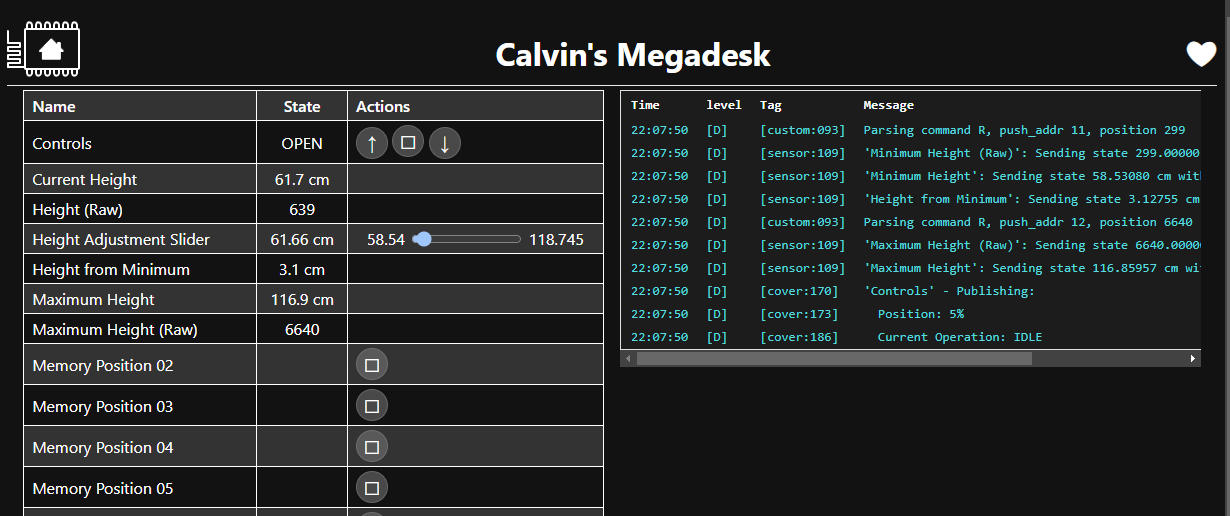 Calvin's Megadesk
Name State Actions
Controls OPEN ↑ ☐ ↓
Current Height 61.7 cm
Height (Raw) 639
Height Adjustment Slider 61.66 cm 58.54 118.745
Height from Minimum 3.1 cm
Maximum Height 116.9 cm
Maximum Height (Raw) 6640
Memory Position 02 ☐
Memory Position 03 ☐
Memory Position 04 ☐
Memory Position 05 ☐
Time level Tag Message
22:07:50 [D] [custom:093] Parsing command R, push_addr 11, position 299
22:07:50 [D] [sensor:109] 'Minimum Height (Raw)': Sending state 299.00000
22:07:50 [D] [sensor:109] 'Minimum Height': Sending state 58.53080 cm wit
22:07:50 [D] [sensor:109] 'Height from Minimum': Sending state 3.12755 cm
22:07:50 [D] [custom:093] Parsing command R, push_addr 12, position 6640
22:07:50 [D] [sensor:109] 'Maximum Height (Raw)': Sending state 6640.0000
22:07:50 [D] [sensor:109] 'Maximum Height': Sending state 116.85957 cm wi
22:07:50 [D] [cover:170] 'Controls' - Publishing:
22:07:50 [D] [cover:173] Position: 5%
22:07:50 [D] [cover:186] Current Operation: IDLE